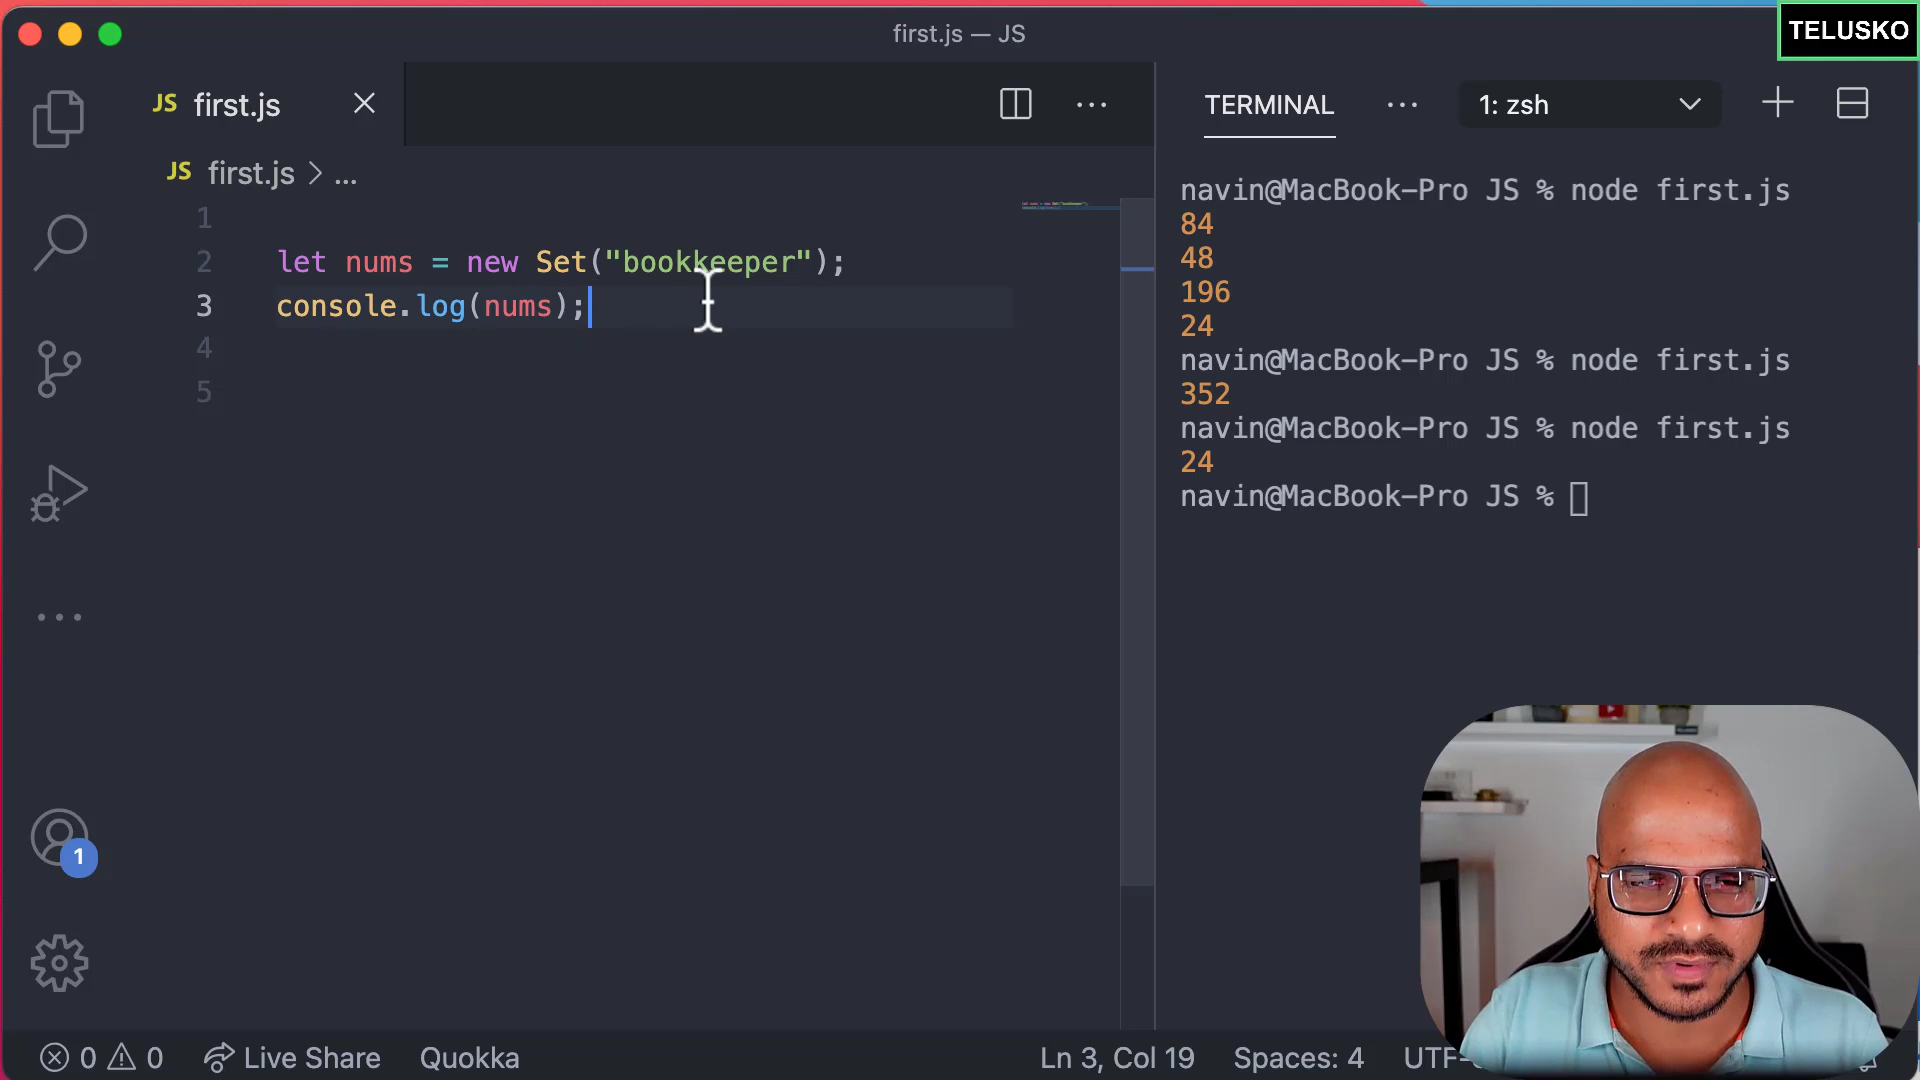 first.js — JS
TELUSKO
JS first.js
JS first.js > ...
1
2 let nums = new Set("bookkeeper");
3 console.log(nums);
4
5
TERMINAL
1: zsh
navin@MacBook-Pro JS % node first.js
84
48
196
24
navin@MacBook-Pro JS % node first.js
352
navin@MacBook-Pro JS % node first.js
24
navin@MacBook-Pro JS %
1
0 0 Live Share Quokka Ln 3, Col 19 Spaces: 4 UTF-